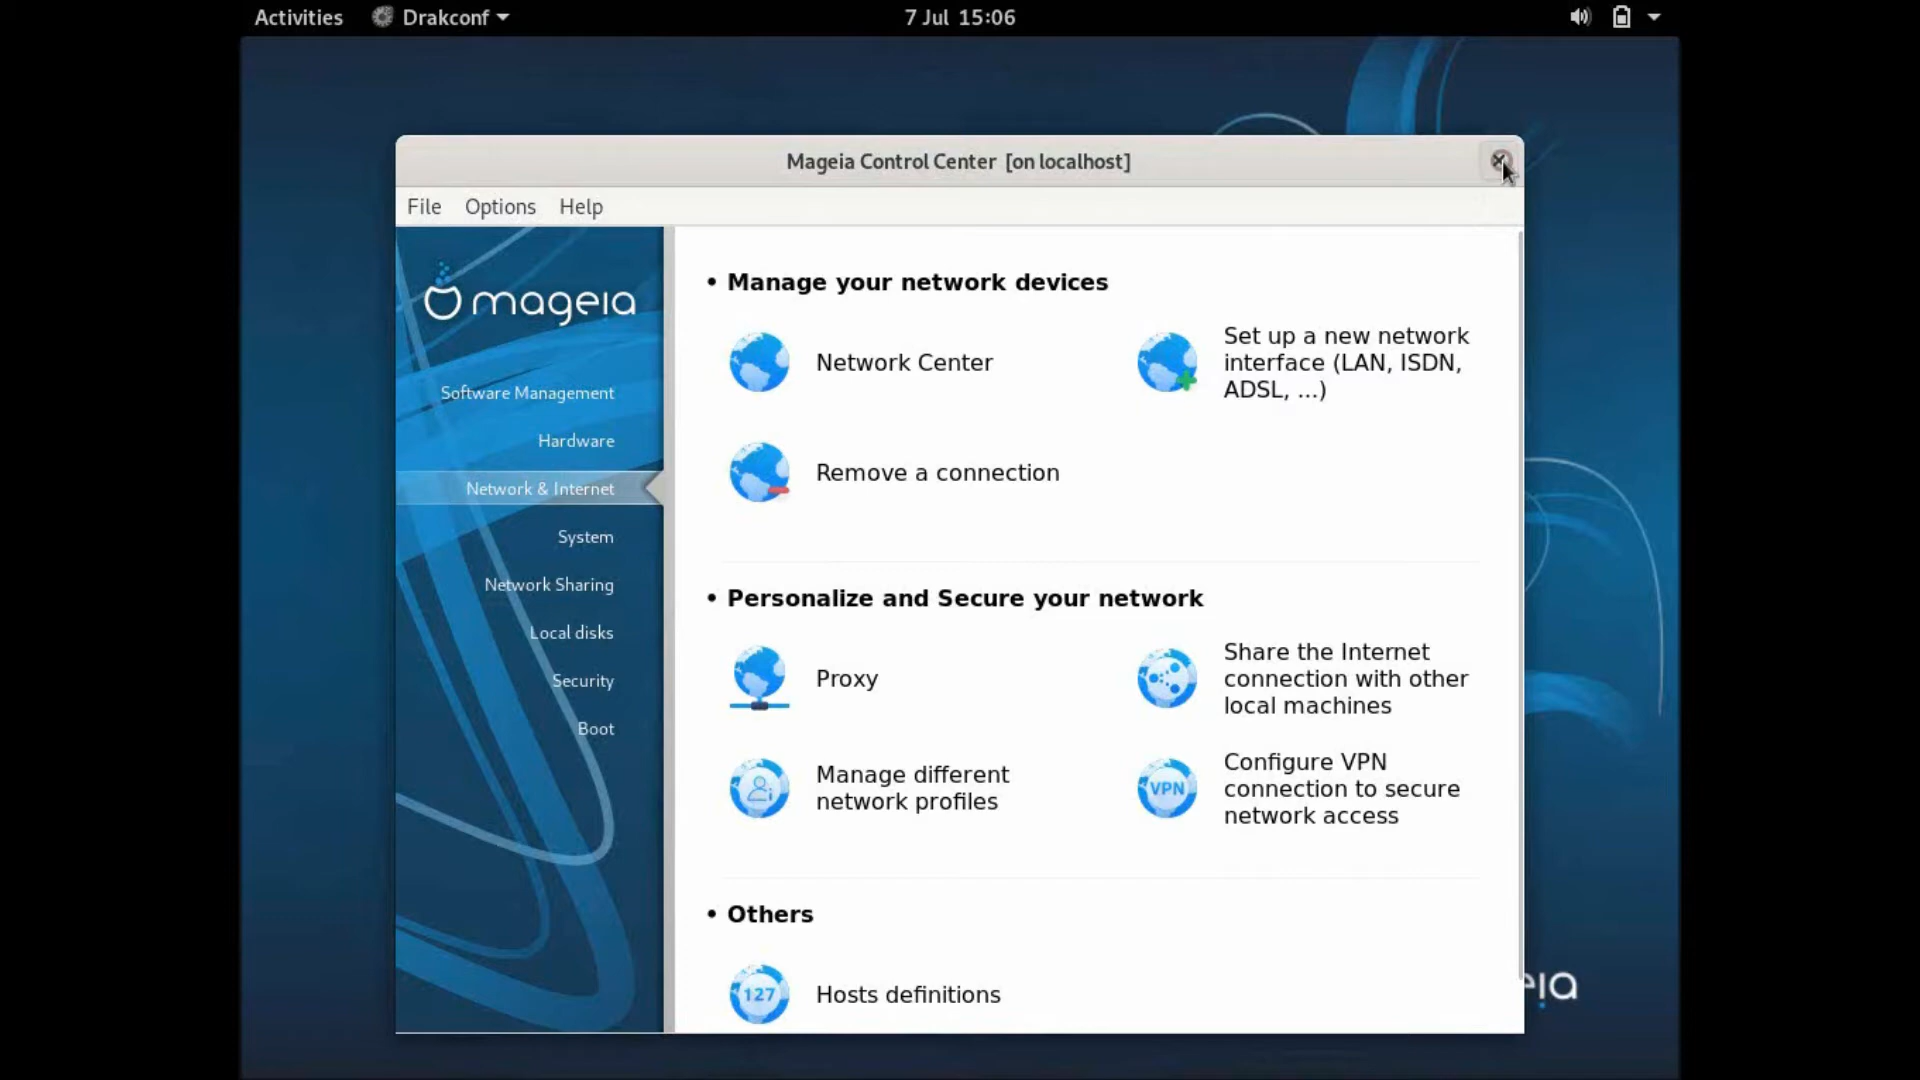 Activities Drakconf 7 Jul 15:06
Mageia Control Center [on localhost]
File Options Help
mageia
Software Management
Hardware
Network & Internet
System
Network Sharing
Local disks
Security
Boot
• Manage your network devices
Network Center
Set up a new network
interface (LAN, ISDN,
ADSL, ...)
Remove a connection
• Personalize and Secure your network
Proxy
Share the Internet
connection with other
local machines
Manage different
network profiles
VPN
Configure VPN
connection to secure
network access
• Others
127
Hosts definitions
eia